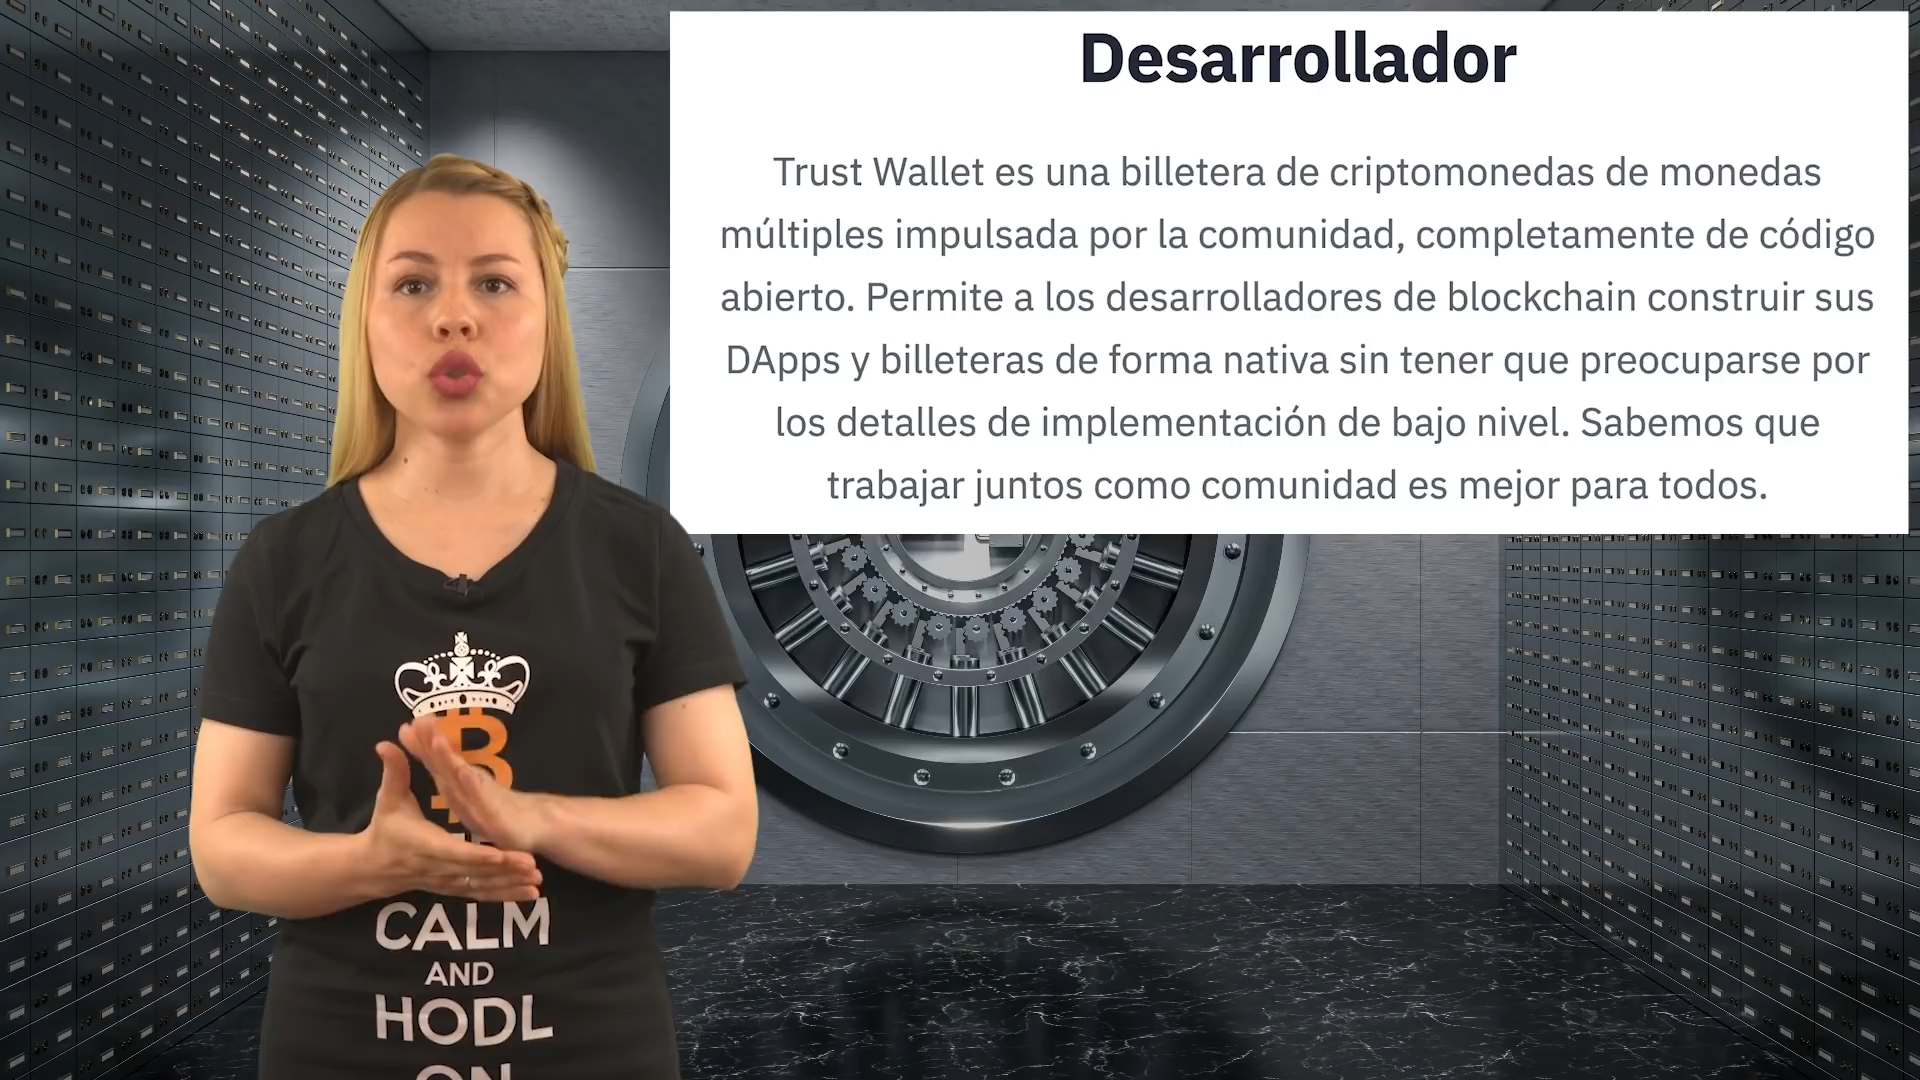 Desarrollador
Trust Wallet es una billetera de criptomonedas de monedas
múltiples impulsada por la comunidad, completamente de código
abierto. Permite a los desarrolladores de blockchain construir sus
DApps y billeteras de forma nativa sin tener que preocuparse por
los detalles de implementación de bajo nivel. Sabemos que
trabajar juntos como comunidad es mejor para todos.
CALM
AND
HODL
ON